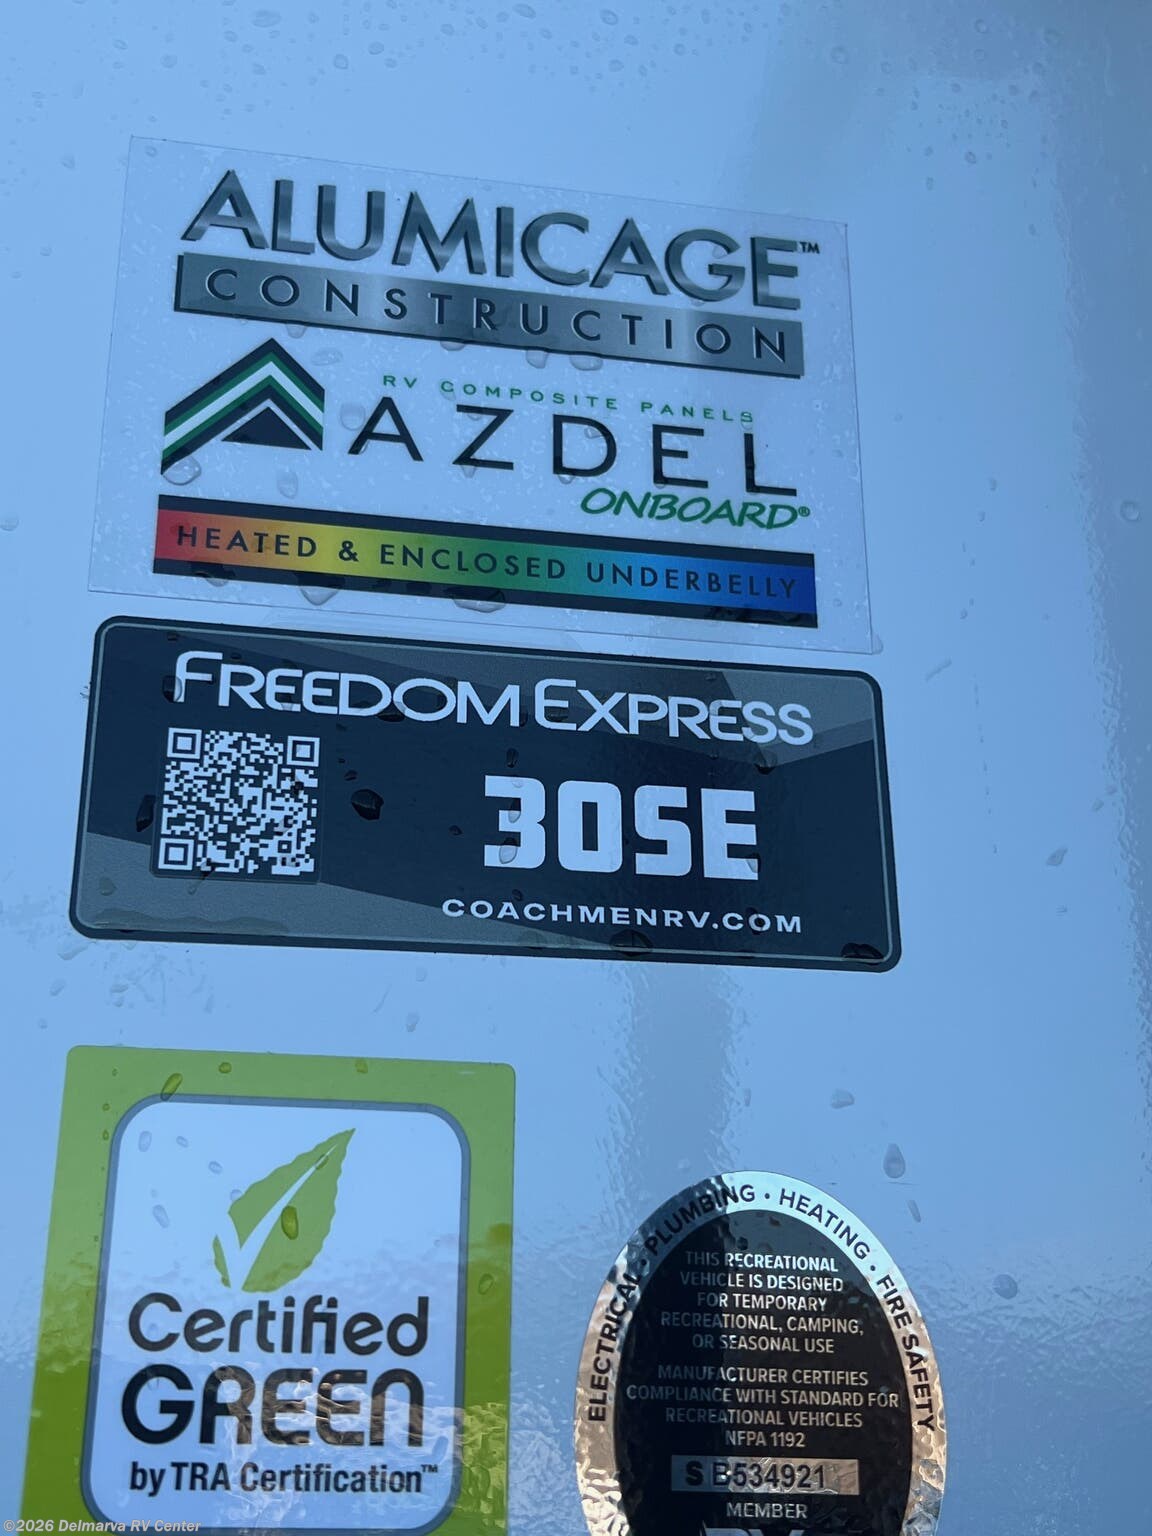 ALUMICAGE™
CONSTRUCTION
RV COMPOSITE PANELS
AZDEL
ONBOARD®
HEATED & ENCLOSED UNDERBELLY
FREEDOM EXPRESS
30SE
COACHMENRV.COM
Certified
GREEN
by TRA Certification™
ELECTRICAL • PLUMBING • HEATING • FIRE SAFETY
THIS RECREATIONAL
VEHICLE IS DESIGNED
FOR TEMPORARY
RECREATIONAL, CAMPING,
OR SEASONAL USE
MANUFACTURER CERTIFIES
COMPLIANCE WITH STANDARD FOR
RECREATIONAL VEHICLES
NFPA 1192
S B534921
MEMBER
©2026 Delmarva RV Center